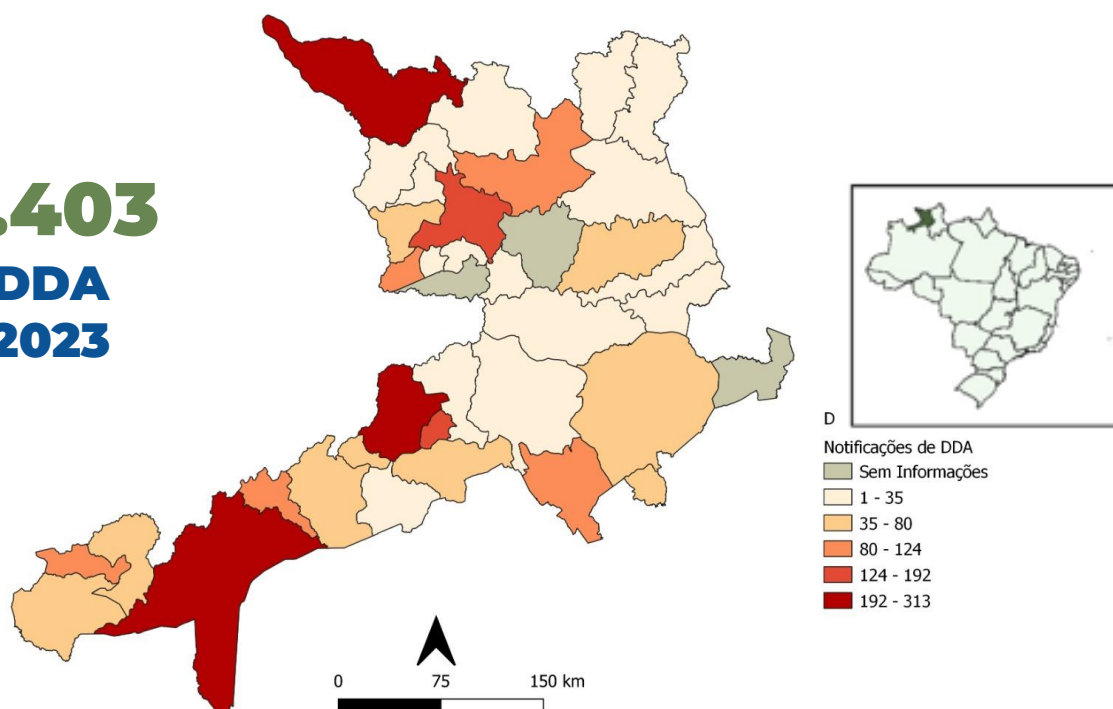 .403
DDA
2023
D
Notificações de DDA
Sem Informações
1 - 35
35 - 80
80 - 124
124 - 192
192 - 313
0 75 150 km